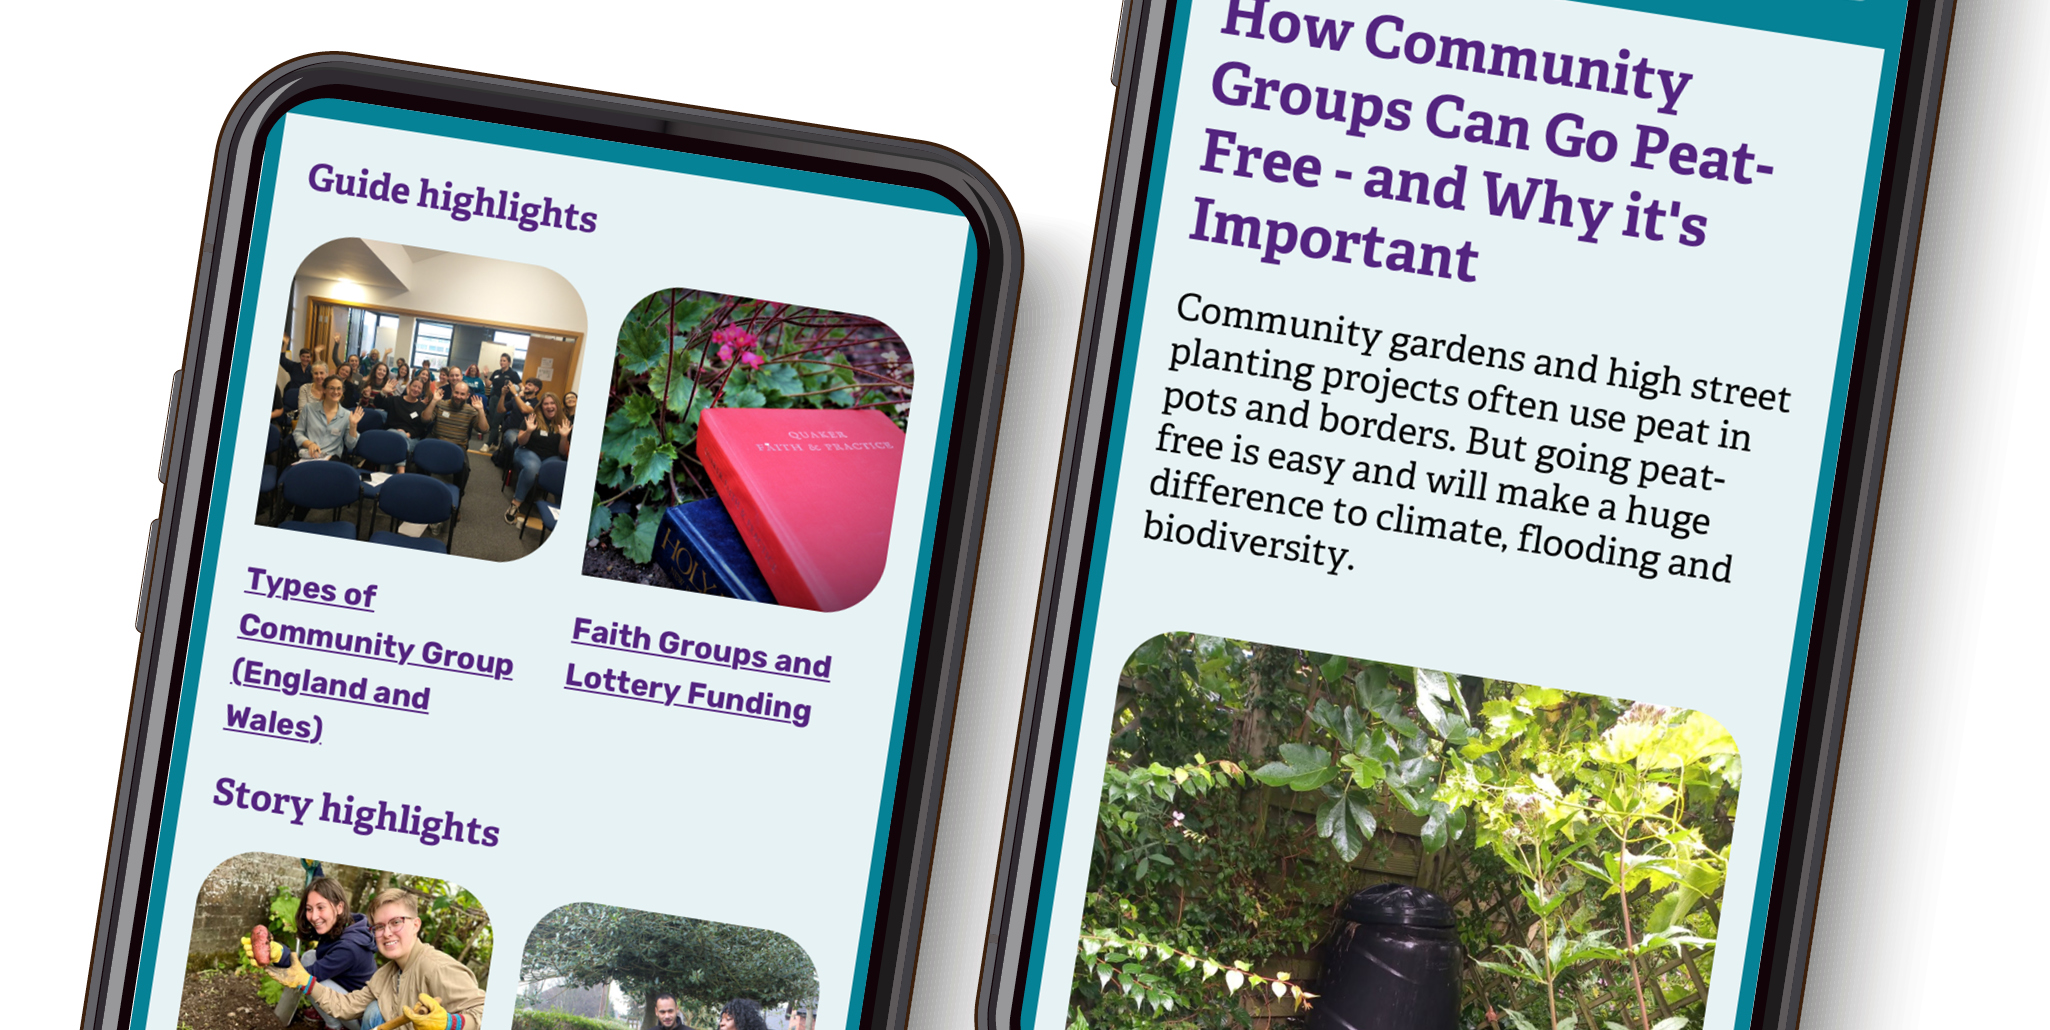 Guide highlights
QUAKER
FAITH & PRACTICE
HOLY
Types of
Community Group
(England and
Wales)
Faith Groups and
Lottery Funding
Story highlights
How Community
Groups Can Go Peat-
Free - and Why it's
Important
Community gardens and high street
planting projects often use peat in
pots and borders. But going peat-
free is easy and will make a huge
difference to climate, flooding and
biodiversity.